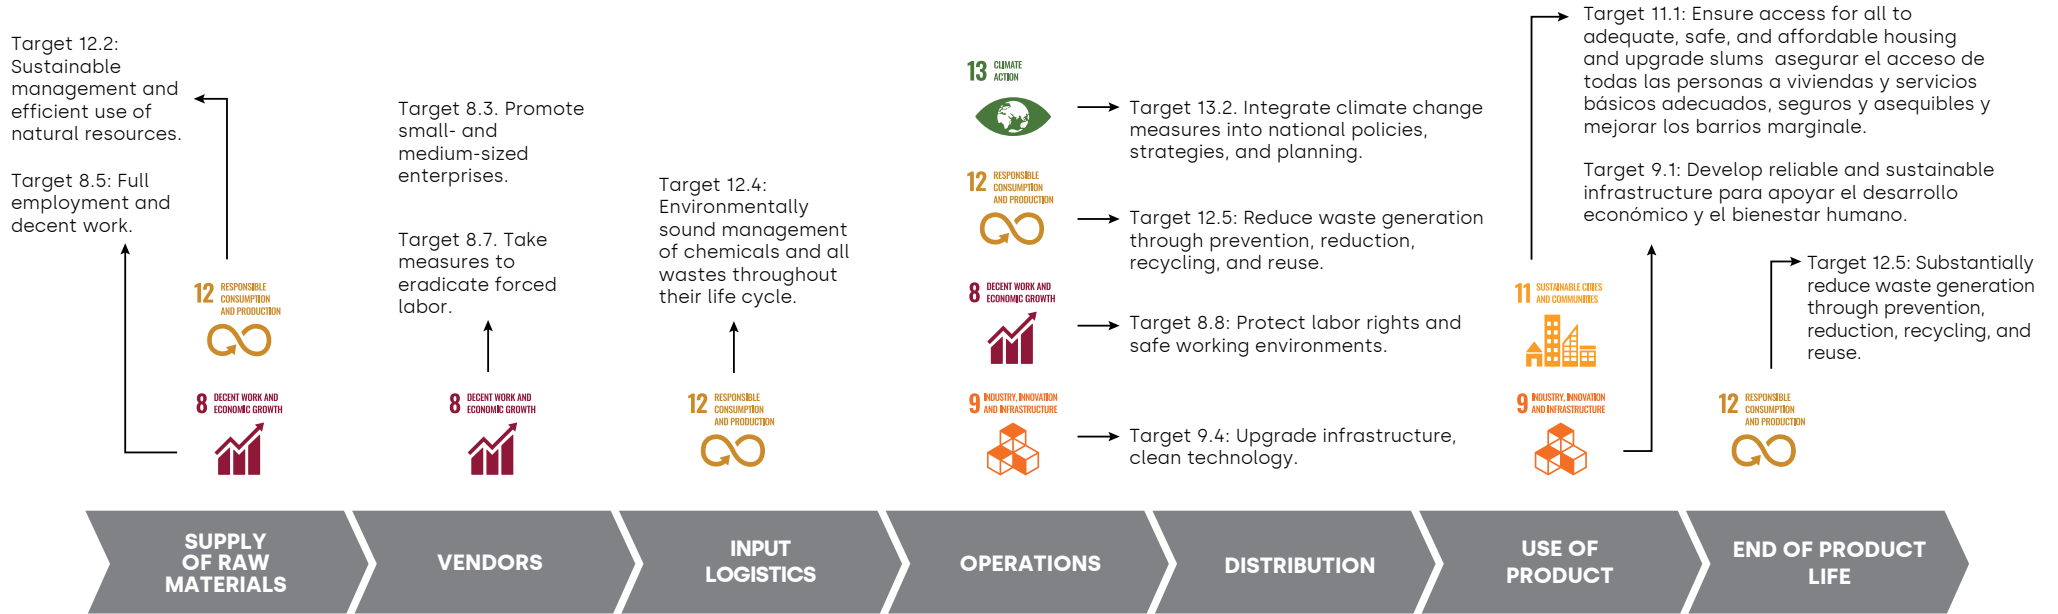 Target 12.2:
Sustainable
management and
efficient use of
natural resources.
Target 8.5: Full
employment and
decent work.
12 RESPONSIBLE
CONSUMPTION
AND PRODUCTION
8 DECENT WORK AND
ECONOMIC GROWTH
Target 8.3. Promote
small- and
medium-sized
enterprises.
Target 8.7. Take
measures to
eradicate forced
labor.
8 DECENT WORK AND
ECONOMIC GROWTH
Target 12.4:
Environmentally
sound management
of chemicals and all
wastes throughout
their life cycle.
12 RESPONSIBLE
CONSUMPTION
AND PRODUCTION
13 CLIMATE
ACTION
Target 13.2. Integrate climate change
measures into national policies,
strategies, and planning.
12 RESPONSIBLE
CONSUMPTION
AND PRODUCTION
Target 12.5: Reduce waste generation
through prevention, reduction,
recycling, and reuse.
8 DECENT WORK AND
ECONOMIC GROWTH
Target 8.8: Protect labor rights and
safe working environments.
9 INDUSTRY, INNOVATION
AND INFRASTRUCTURE
Target 9.4: Upgrade infrastructure,
clean technology.
Target 11.1: Ensure access for all to
adequate, safe, and affordable housing
and upgrade slums asegurar el acceso de
todas las personas a viviendas y servicios
básicos adecuados, seguros y asequibles y
mejorar los barrios marginale.
Target 9.1: Develop reliable and sustainable
infrastructure para apoyar el desarrollo
económico y el bienestar humano.
11 SUSTAINABLE CITIES
AND COMMUNITIES
9 INDUSTRY, INNOVATION
AND INFRASTRUCTURE
Target 12.5: Substantially
reduce waste generation
through prevention,
reduction, recycling, and
reuse.
12 RESPONSIBLE
CONSUMPTION
AND PRODUCTION
SUPPLY
OF RAW
MATERIALS
VENDORS
INPUT
LOGISTICS
OPERATIONS
DISTRIBUTION
USE OF
PRODUCT
END OF PRODUCT
LIFE